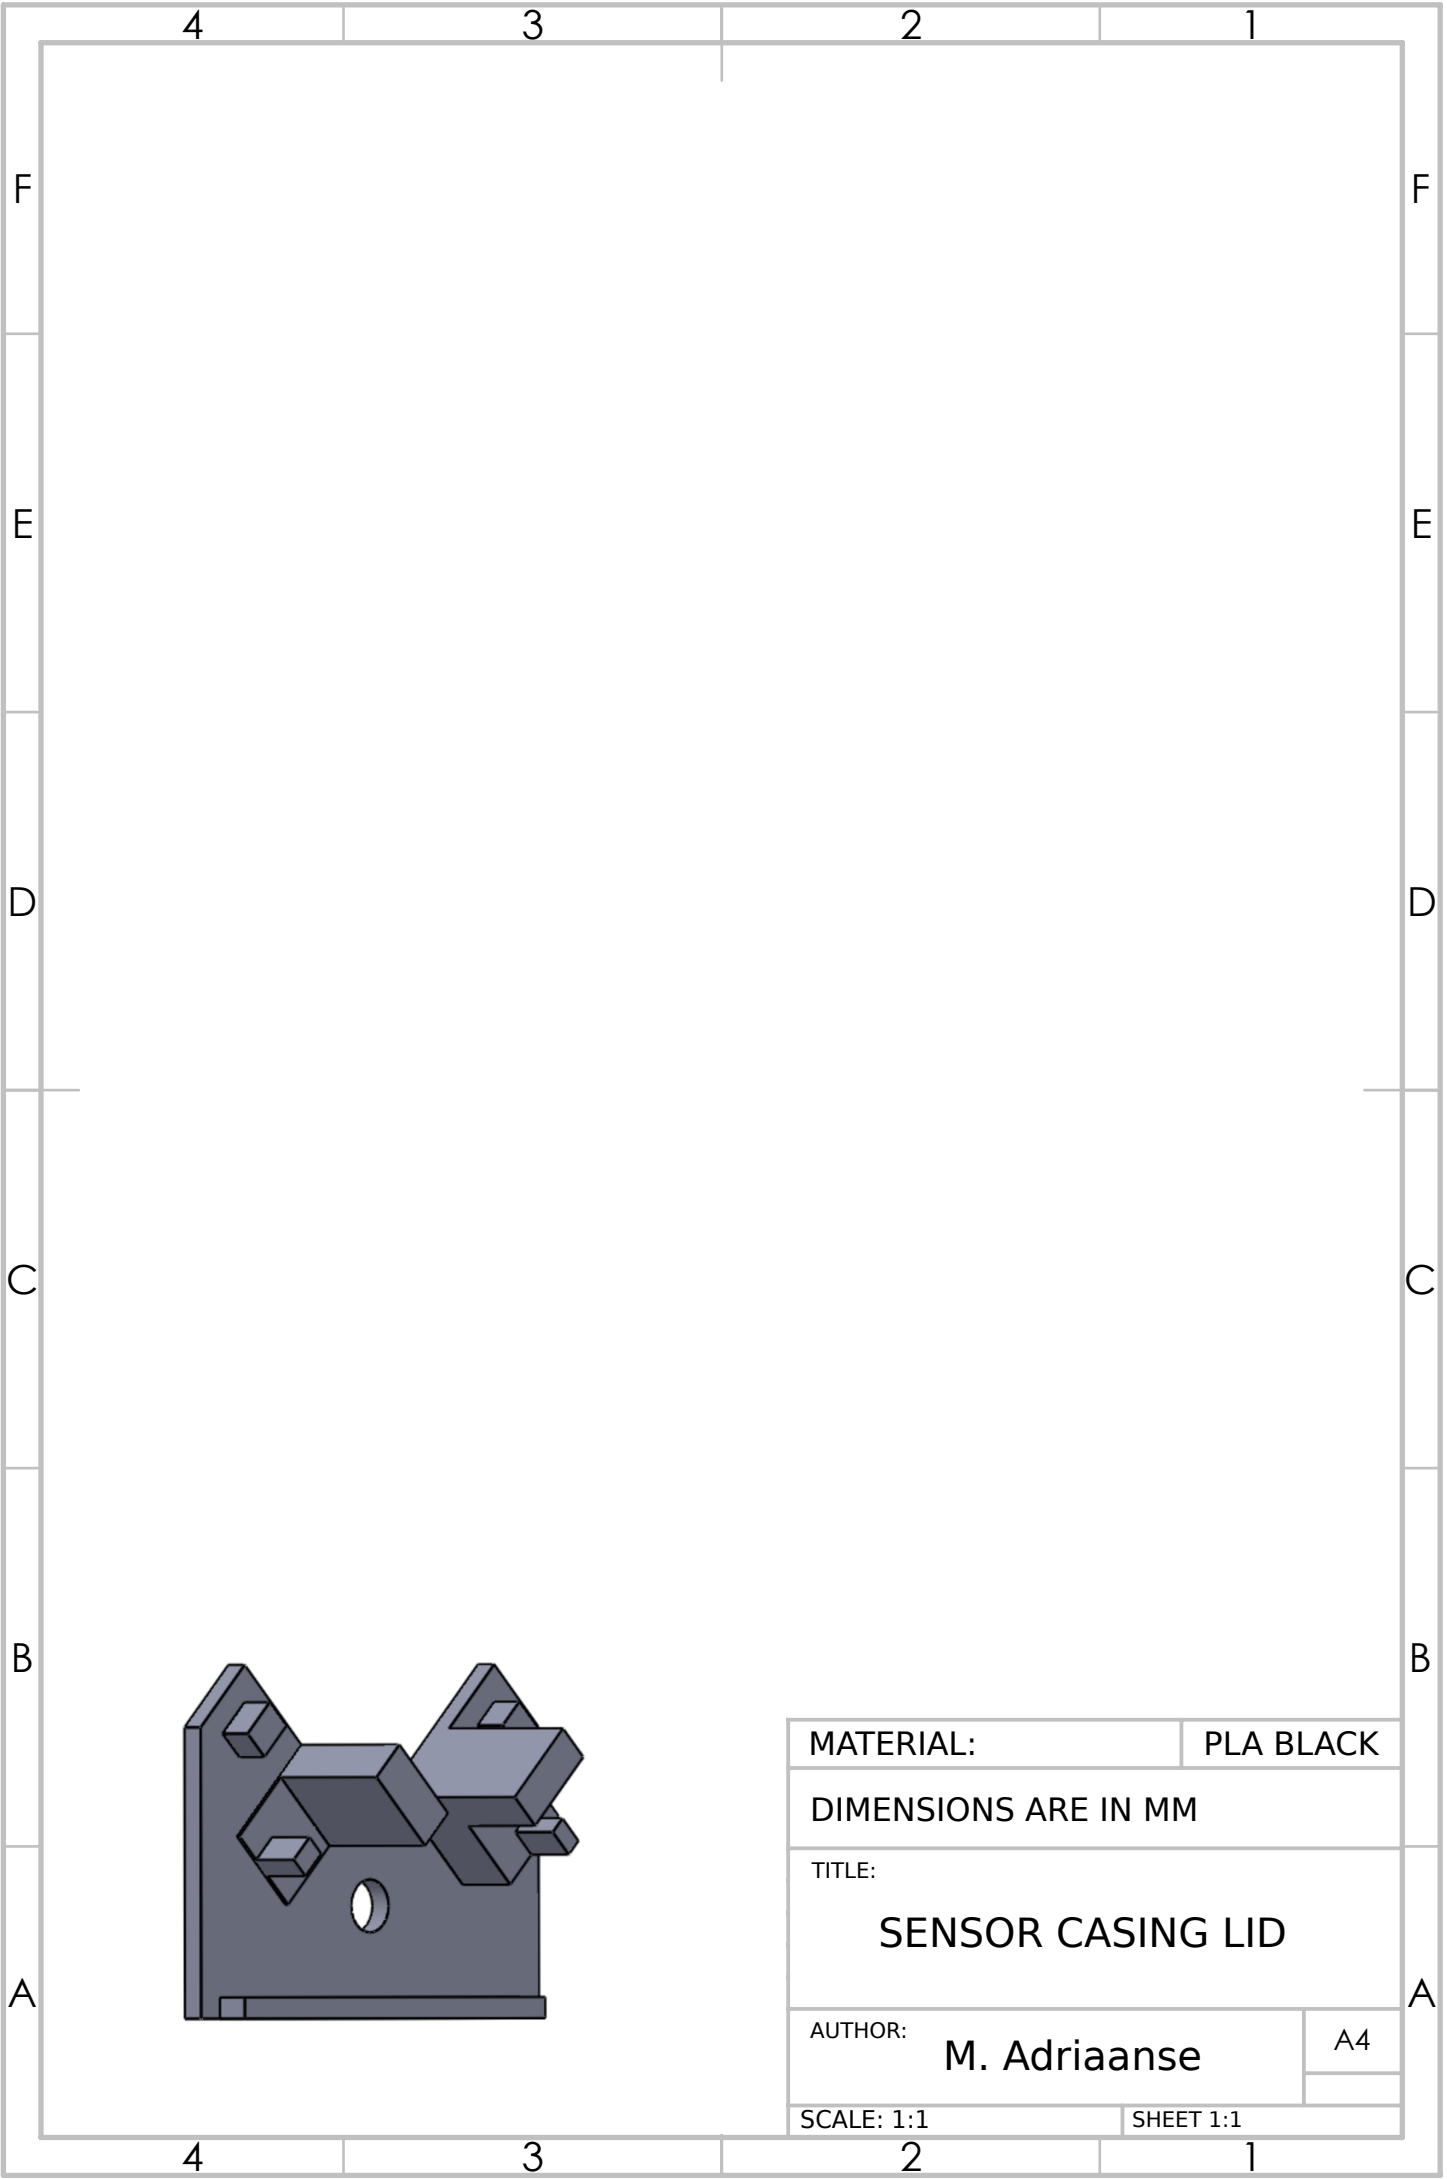 4 3 2 1
F F
E E
D D
C C
B B
MATERIAL: PLA BLACK
DIMENSIONS ARE IN MM
TITLE:
SENSOR CASING LID
A A
AUTHOR: M. Adriaanse A4
SCALE: 1:1 SHEET 1:1
4 3 2 1